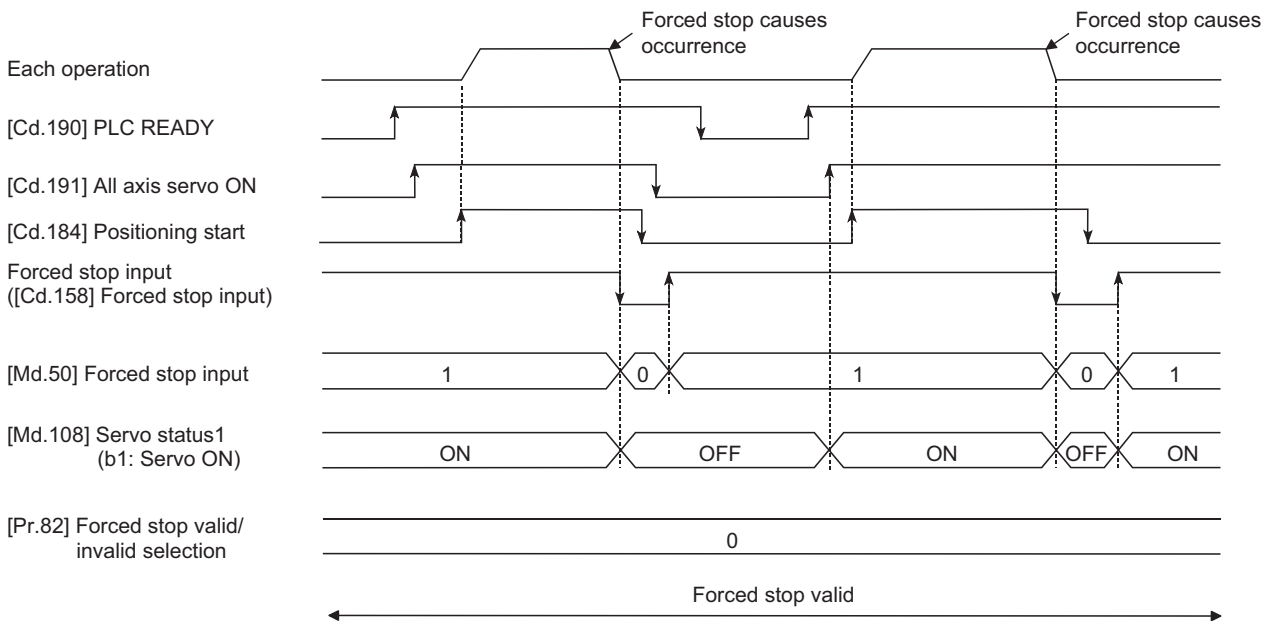 Forced stop causes
occurrence
Forced stop causes
occurrence
Each operation
[Cd.190] PLC READY
[Cd.191] All axis servo ON
[Cd.184] Positioning start
Forced stop input
([Cd.158] Forced stop input)
[Md.50] Forced stop input
1 0 1 0 1
[Md.108] Servo status1
(b1: Servo ON)
ON OFF ON OFF ON
[Pr.82] Forced stop valid/
invalid selection
0
Forced stop valid